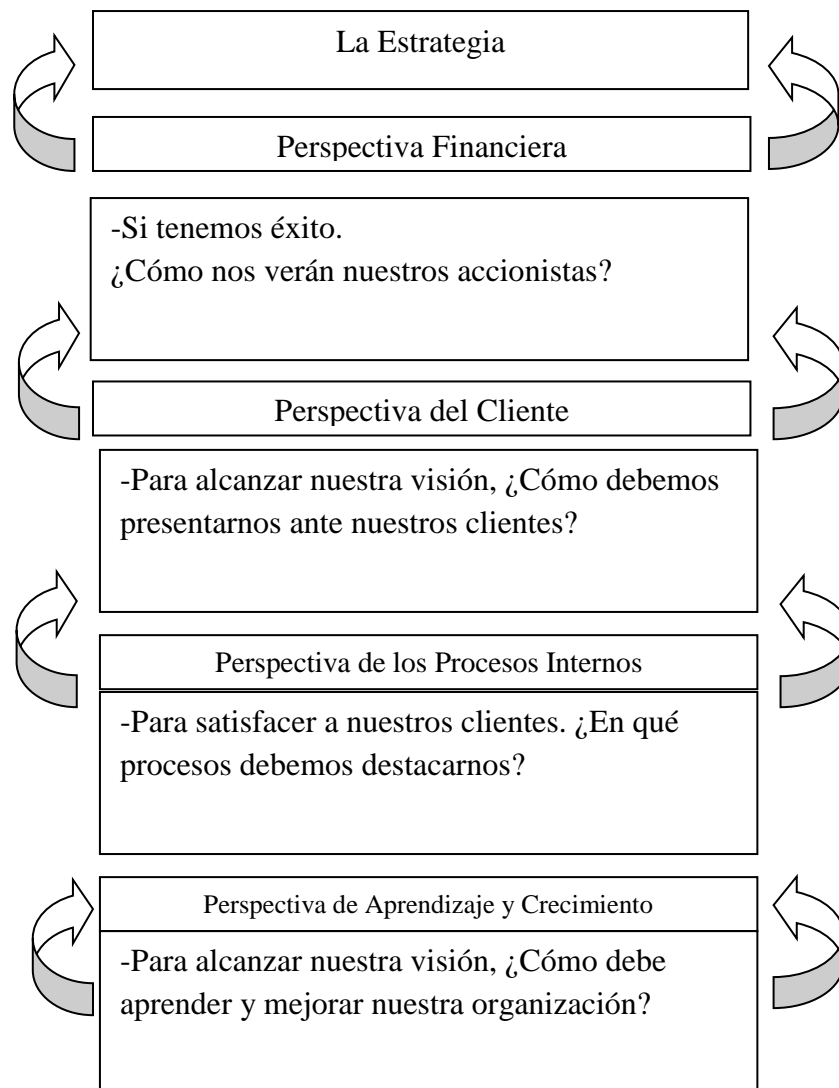 La Estrategia
Perspectiva Financiera
-Si tenemos éxito.
¿Cómo nos verán nuestros accionistas?
Perspectiva del Cliente
-Para alcanzar nuestra visión, ¿Cómo debemos
presentarnos ante nuestros clientes?
Perspectiva de los Procesos Internos
-Para satisfacer a nuestros clientes. ¿En qué
procesos debemos destacarnos?
Perspectiva de Aprendizaje y Crecimiento
-Para alcanzar nuestra visión, ¿Cómo debe
aprender y mejorar nuestra organización?